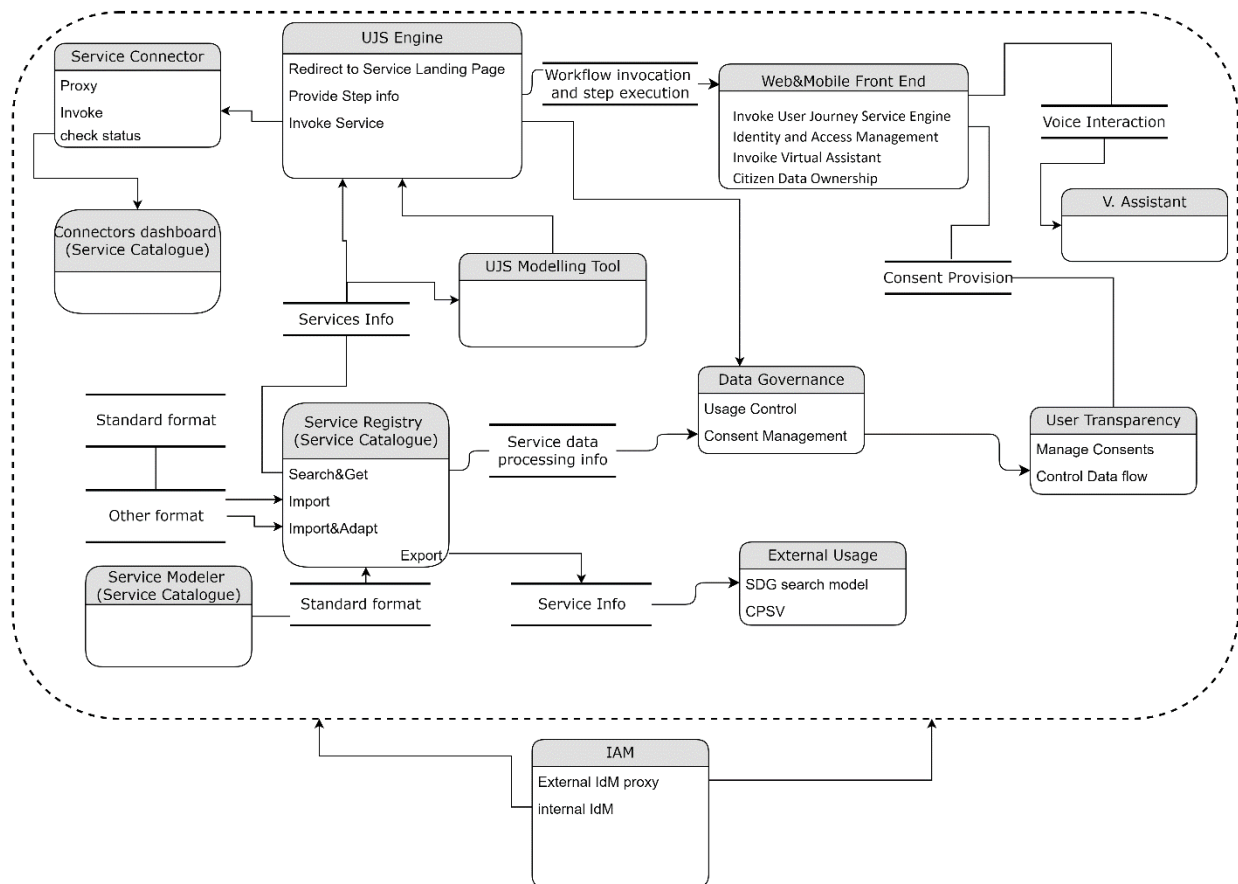 UJS Engine
Redirect to Service Landing Page
Provide Step info
Invoke Service
Service Connector
Proxy
Invoke
check status
Workflow invocation
and step execution
Web&Mobile Front End
Invoke User Journey Service Engine
Identity and Access Management
Invoike Virtual Assistant
Citizen Data Ownership
Voice Interaction
V. Assistant
Connectors dashboard
(Service Catalogue)
UJS Modelling Tool
Consent Provision
Services Info
Data Governance
Usage Control
Consent Management
Standard format
Service Registry
(Service Catalogue)
Search&Get
Import
Import&Adapt
Export
Service data
processing info
User Transparency
Manage Consents
Control Data flow
Other format
Service Modeler
(Service Catalogue)
Standard format
Service Info
External Usage
SDG search model
CPSV
IAM
External IdM proxy
internal IdM